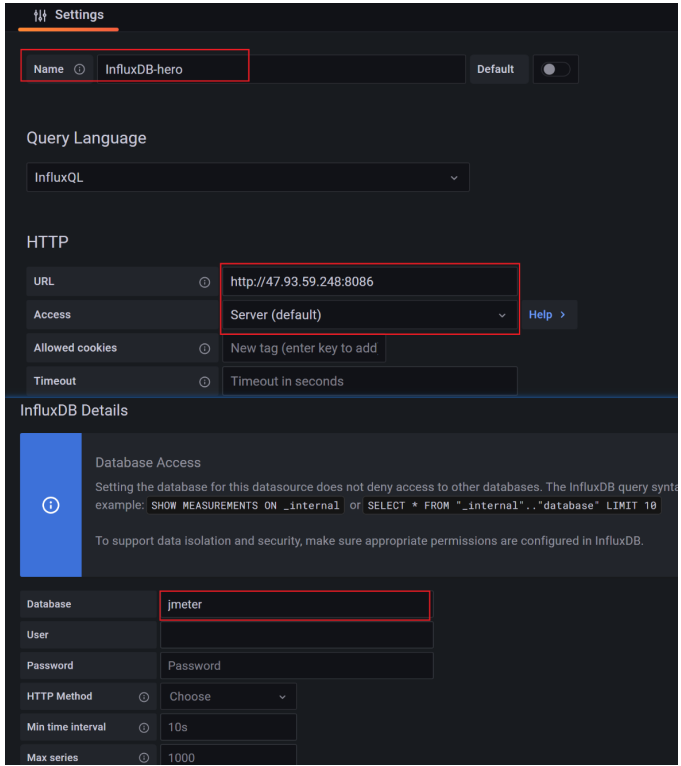 Settings
Name InfluxDB-hero Default
Query Language
InfluxQL
HTTP
URL http://47.93.59.248:8086
Access Server (default) Help >
Allowed cookies New tag (enter key to add
Timeout Timeout in seconds
InfluxDB Details
Database Access
Setting the database for this datasource does not deny access to other databases. The InfluxDB query synta
example: SHOW MEASUREMENTS ON _internal or SELECT * FROM "_internal".."database" LIMIT 10
To support data isolation and security, make sure appropriate permissions are configured in InfluxDB.
Database jmeter
User
Password Password
HTTP Method Choose
Min time interval 10s
Max series 1000